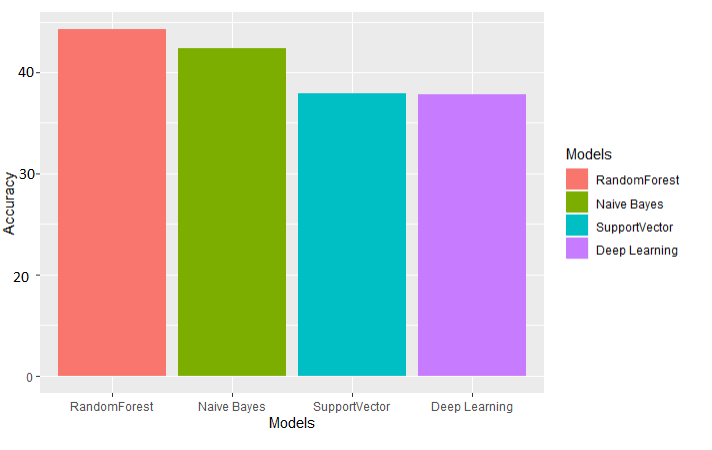 40
30
20
0
Accuracy
RandomForest Naive Bayes SupportVector Deep Learning
Models
Models
RandomForest
Naive Bayes
SupportVector
Deep Learning